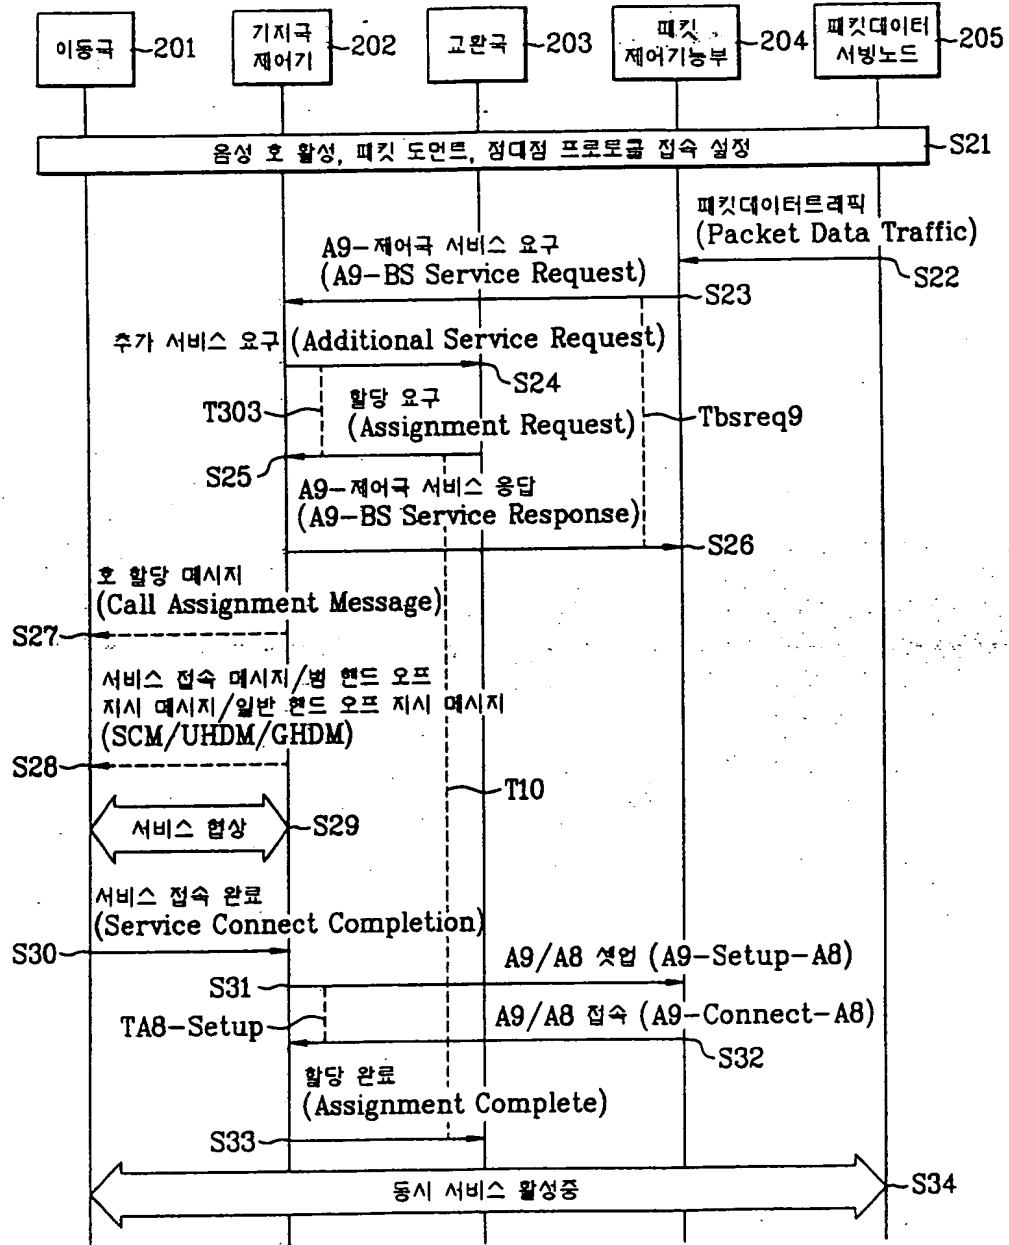 이동국
201
기지국
제어기
202
교환국
203
패킷
제어기능부
204
패킷데이터
서빙노드
205
음성 호 활성, 패킷 도먼트, 점대점 프로토콜 접속 설정
S21
패킷데이터트래픽
(Packet Data Traffic)
S22
A9-제어국 서비스 요구
(A9-BS Service Request)
S23
추가 서비스 요구 (Additional Service Request)
S24
T303
할당 요구
(Assignment Request)
Tbsreq9
S25
A9-제어국 서비스 응답
(A9-BS Service Response)
S26
호 할당 메시지
(Call Assignment Message)
S27
서비스 접속 메시지/범 핸드 오프
지시 메시지/일반 핸드 오프 지시 메시지
(SCM/UHDM/GHDM)
S28
T10
서비스 협상
S29
서비스 접속 완료
(Service Connect Completion)
S30
A9/A8 셋업 (A9-Setup-A8)
S31
TA8-Setup
A9/A8 접속 (A9-Connect-A8)
S32
할당 완료
(Assignment Complete)
S33
동시 서비스 활성중
S34